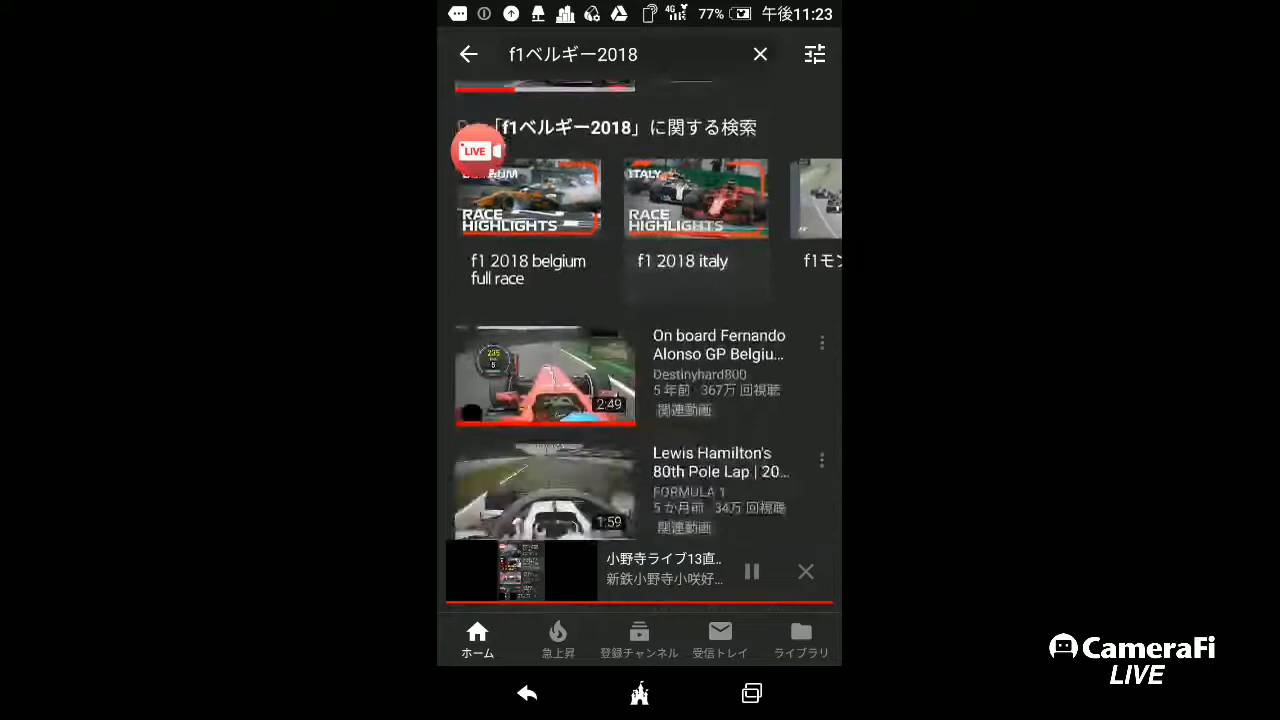 77% 午後11:23
f1ベルギー2018
「f1ベルギー2018」に関する検索
LIVE
RACE
HIGHLIGHTS
ITALY
RACE
HIGHLIGHTS
f1 2018 belgium
full race
f1 2018 italy
f1モン
On board Fernando
Alonso GP Belgiu...
Destinyhard800
5 年前 · 367万 回視聴
関連動画
2:49
Lewis Hamilton's
80th Pole Lap | 20...
FORMULA 1
5 か月前 · 34万 回視聴
関連動画
1:59
小野寺ライブ13直...
新鉄小野寺小咲好...
ホーム
急上昇
登録チャンネル
受信トレイ
ライブラリ
CameraFi
LIVE